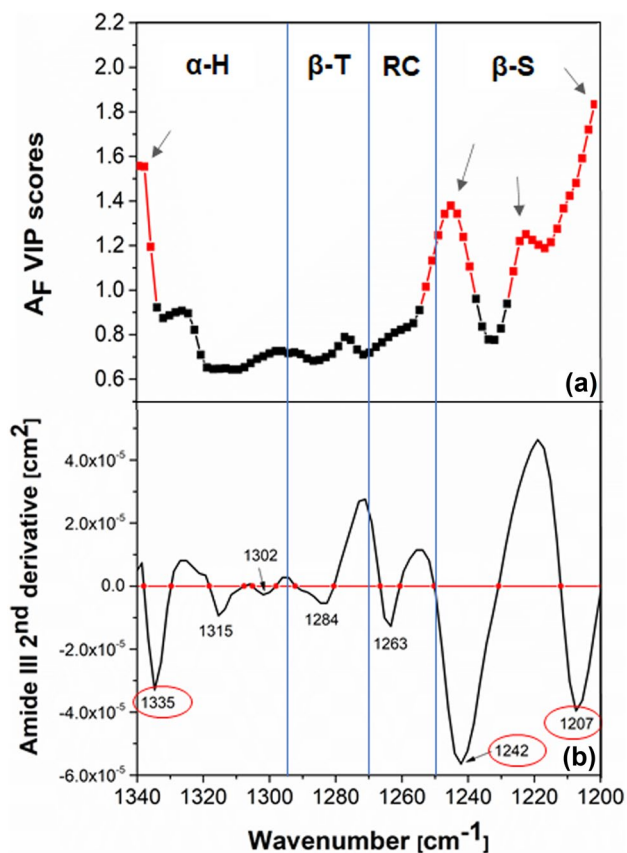 2.2
2.0
1.8
1.6
1.4
1.2
1.0
0.8
0.6
A_F VIP scores
α-H
β-T
RC
β-S
(a)
4.0x10⁻⁵
2.0x10⁻⁵
0.0
-2.0x10⁻⁵
-4.0x10⁻⁵
-6.0x10⁻⁵
Amide III 2ⁿᵈ derivative [cm²]
1335
1315
1302
1284
1263
1242
1207
(b)
1340 1320 1300 1280 1260 1240 1220 1200
Wavenumber [cm⁻¹]